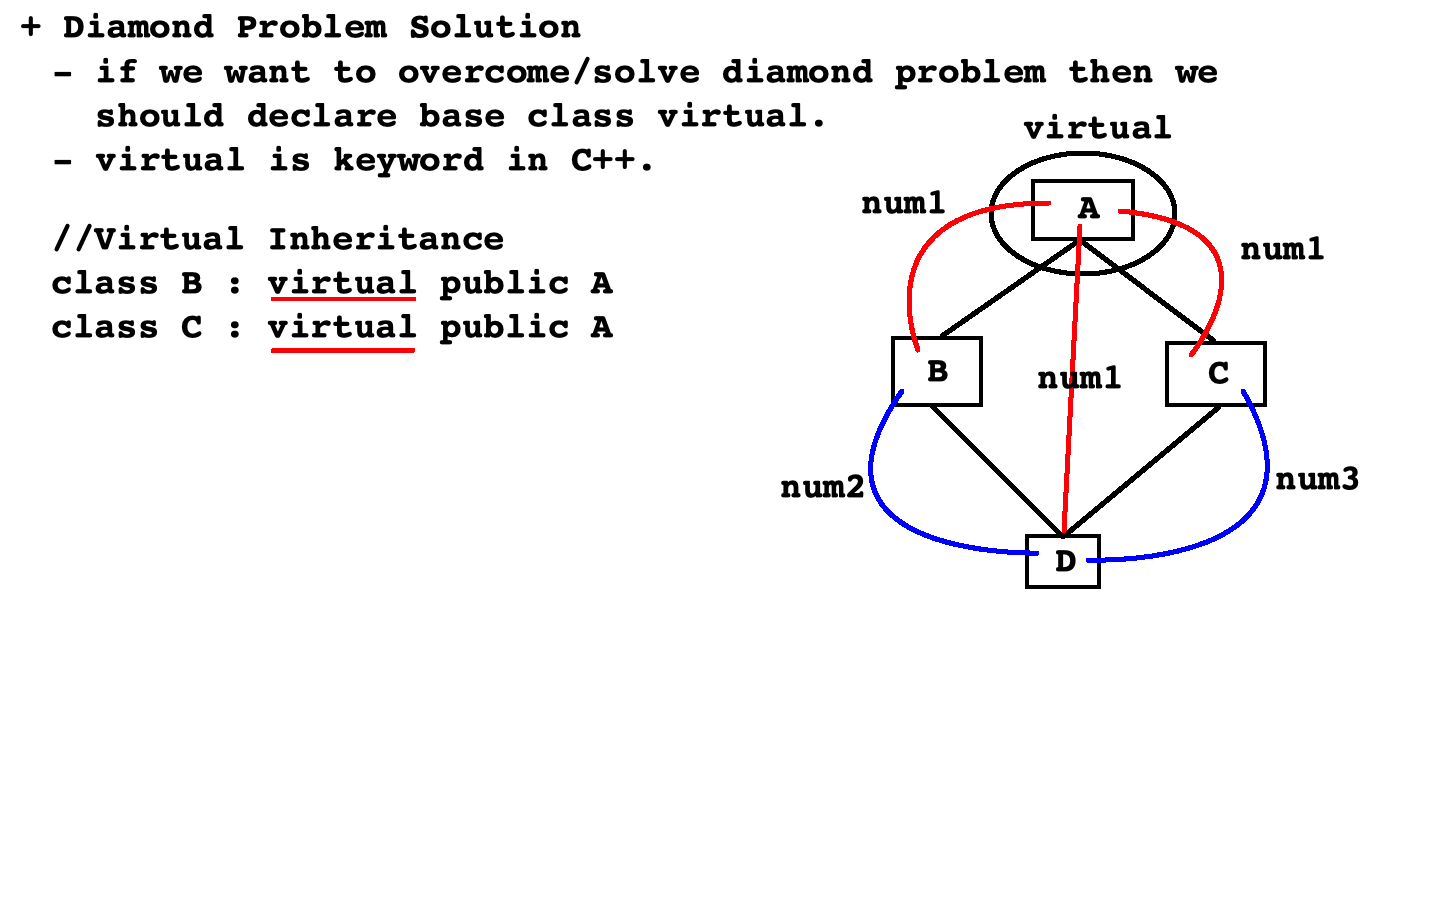 + Diamond Problem Solution
- if we want to overcome/solve diamond problem then we
should declare base class virtual.
- virtual is keyword in C++.
//Virtual Inheritance
class B : virtual public A
class C : virtual public A
virtual
num1
A
num1
B
num1
C
num2
num3
D